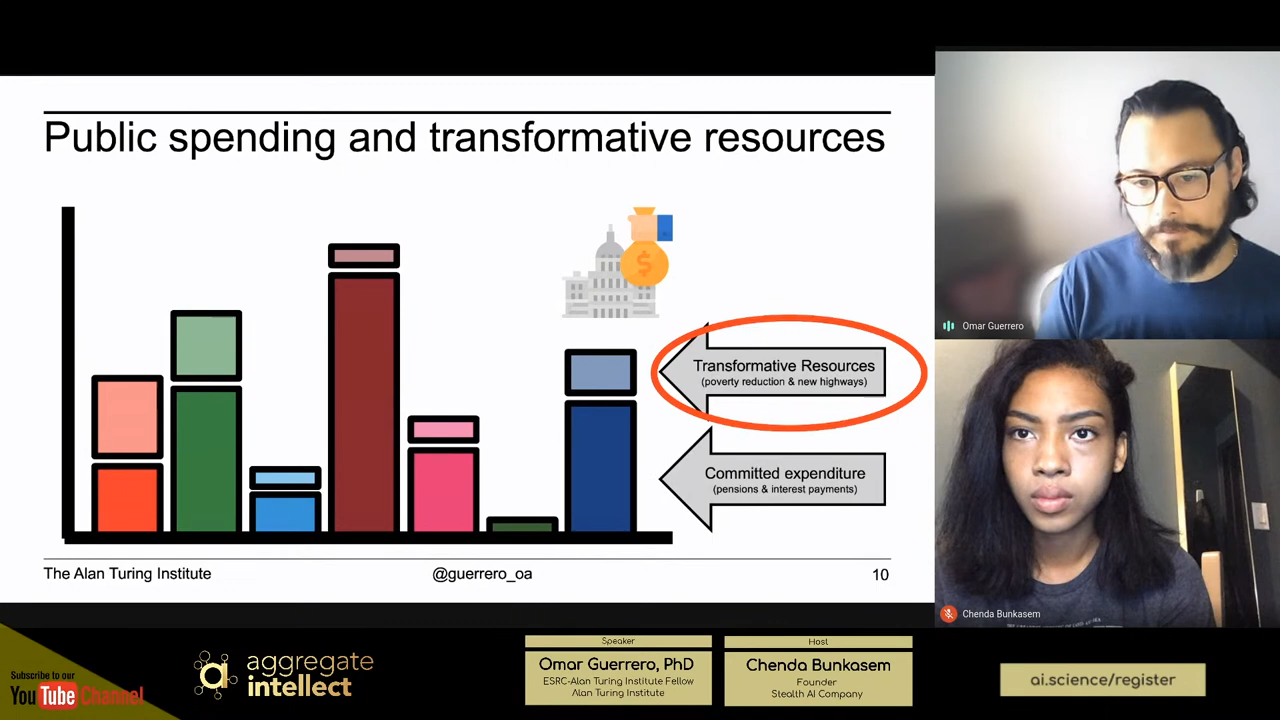 Public spending and transformative resources
$
Transformative Resources
(poverty reduction & new highways)
Committed expenditure
(pensions & interest payments)
The Alan Turing Institute
@guerrero_oa
10
Omar Guerrero
Chenda Bunkasem
Subscribe to our
YouTube Channel
ai
aggregate
intellect
Speaker
Omar Guerrero, PhD
ESRC-Alan Turing Institute Fellow
Alan Turing Institute
Host
Chenda Bunkasem
Founder
Stealth AI Company
ai.science/register